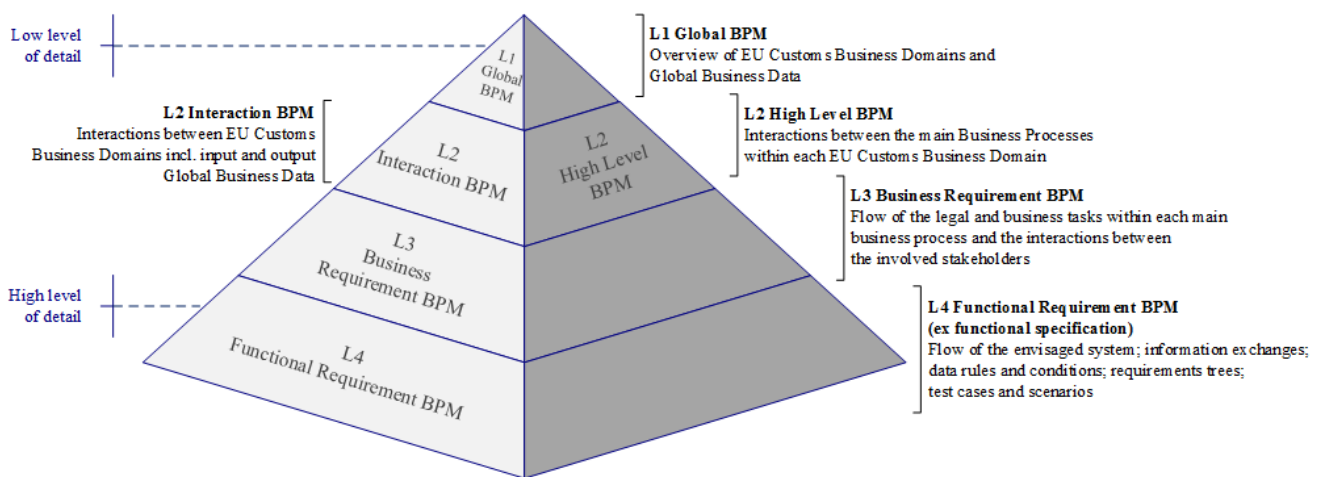 Low level
of detail
L1 Global BPM
Overview of EU Customs Business Domains and
Global Business Data
L1
Global
BPM
L2 Interaction BPM
Interactions between EU Customs
Business Domains incl. input and output
Global Business Data
L2
Interaction BPM
L2
High Level
BPM
L2 High Level BPM
Interactions between the main Business Processes
within each EU Customs Business Domain
L3 Business Requirement BPM
Flow of the legal and business tasks within each main
business process and the interactions between
the involved stakeholders
L3
Business
Requirement BPM
High level
of detail
L4 Functional Requirement BPM
(ex functional specification)
Flow of the envisaged system; information exchanges;
data rules and conditions; requirements trees;
test cases and scenarios
L4
Functional Requirement BPM